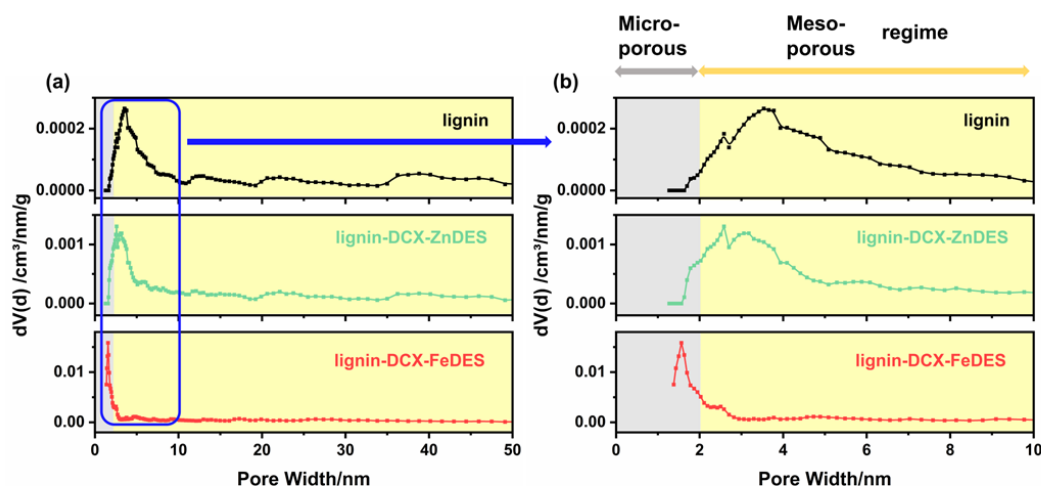 Micro-
porous
Meso-
porous
regime
(a)
(b)
lignin
lignin
0.0002
0.0000
0.0002
0.0000
lignin-DCX-ZnDES
lignin-DCX-ZnDES
0.001
0.000
0.001
0.000
lignin-DCX-FeDES
lignin-DCX-FeDES
0.01
0.00
0.01
0.00
dV(d) /cm³/nm/g
dV(d) /cm³/nm/g
0 10 20 30 40 50
0 2 4 6 8 10
Pore Width/nm
Pore Width/nm